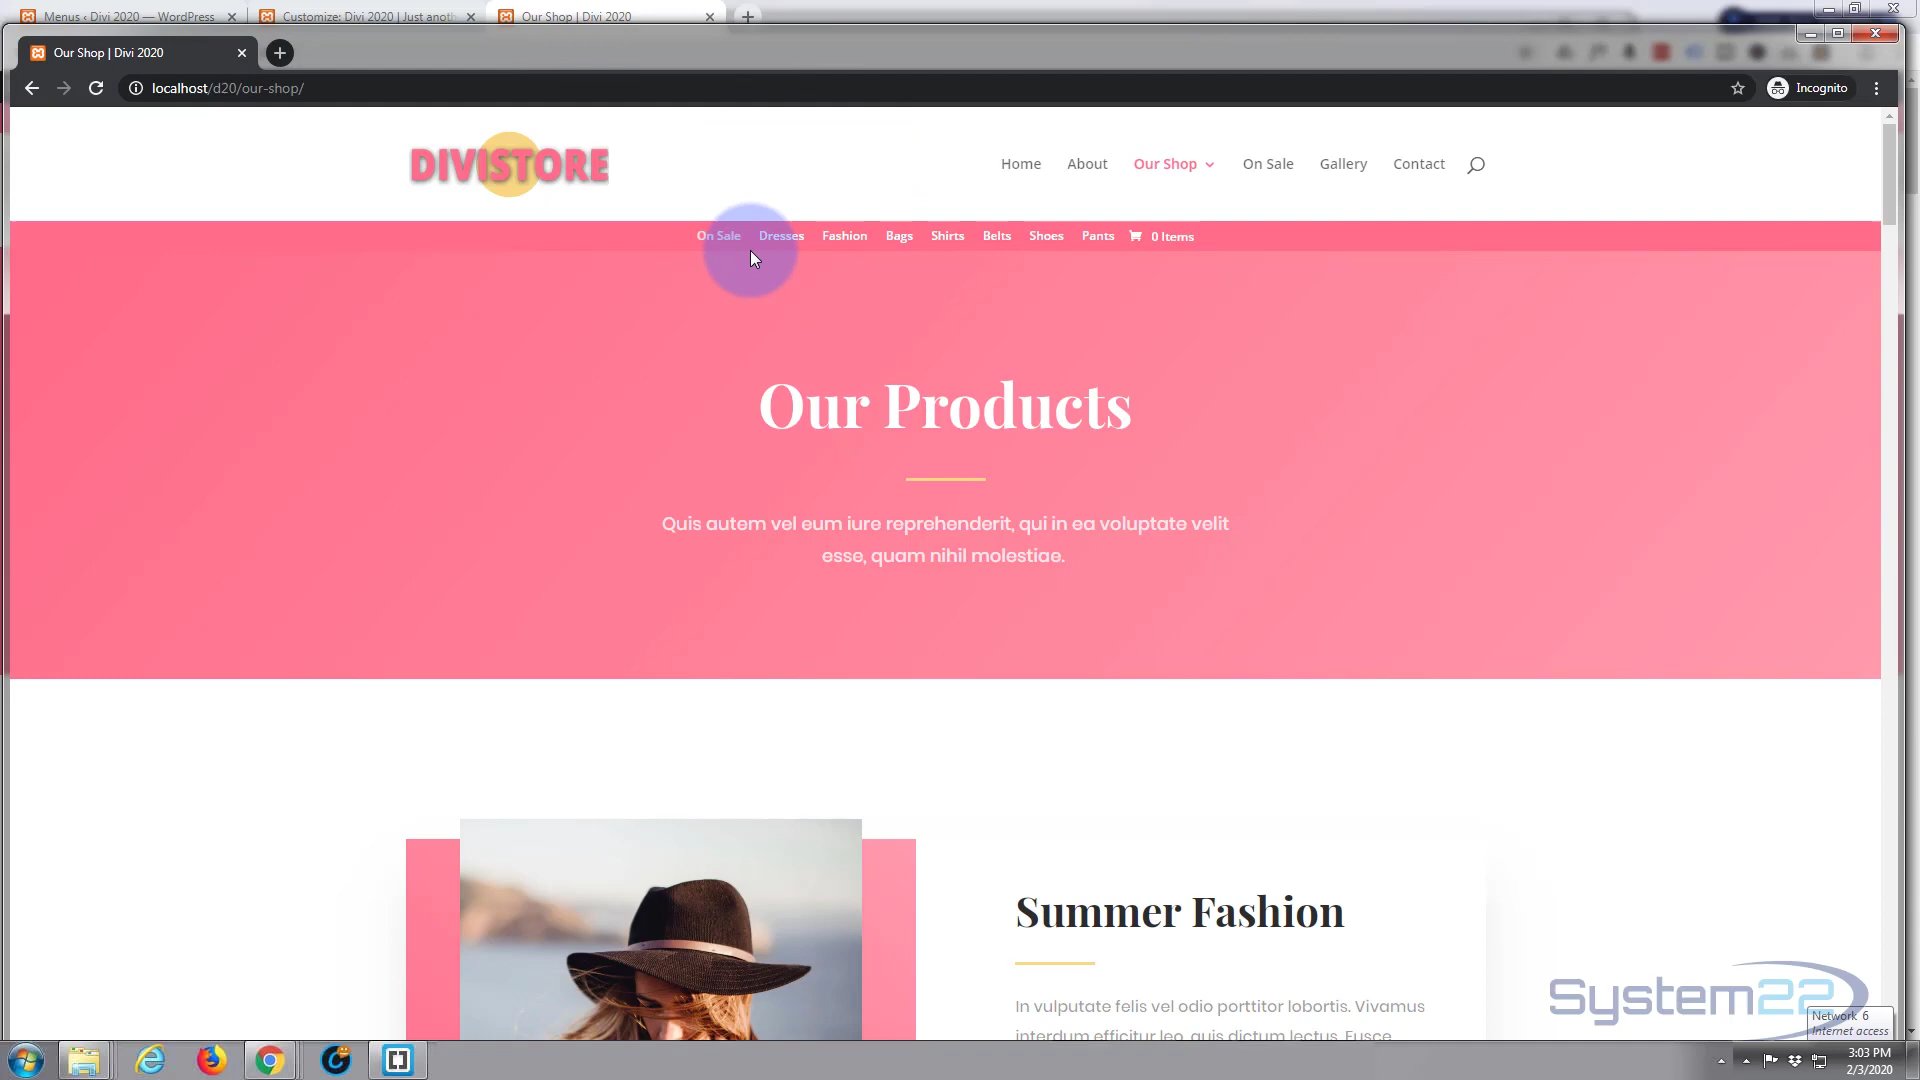 Menus ‹ Divi 2020 — WordPress
Customize: Divi 2020 | Just anoth
Our Shop | Divi 2020
Our Shop | Divi 2020
localhost/d20/our-shop/
Incognito
DIVISTORE
Home About Our Shop On Sale Gallery Contact
On Sale Dresses Fashion Bags Shirts Belts Shoes Pants 0 Items
Our Products
Quis autem vel eum iure reprehenderit, qui in ea voluptate velit
esse, quam nihil molestiae.
Summer Fashion
In vulputate felis vel odio porttitor lobortis. Vivamus
interdum efficitur leo, quis dictum lectus. Fusce
System22
Network 6
Internet access
3:03 PM
2/3/2020